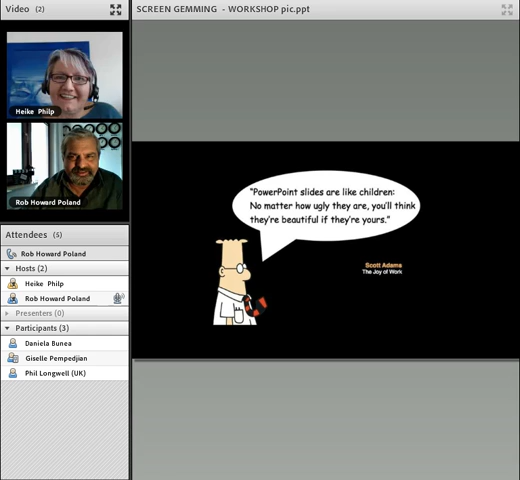 Video (2)
Heike Philp
Rob Howard Poland
Attendees (5)
Rob Howard Poland
Hosts (2)
Heike Philp
Rob Howard Poland
Presenters (0)
Participants (3)
Daniela Bunea
Giselle Pempedjian
Phil Longwell (UK)
SCREEN GEMMING - WORKSHOP pic.ppt
"PowerPoint slides are like children:
No matter how ugly they are, you'll think
they're beautiful if they're yours."
Scott Adams
The Joy of Work